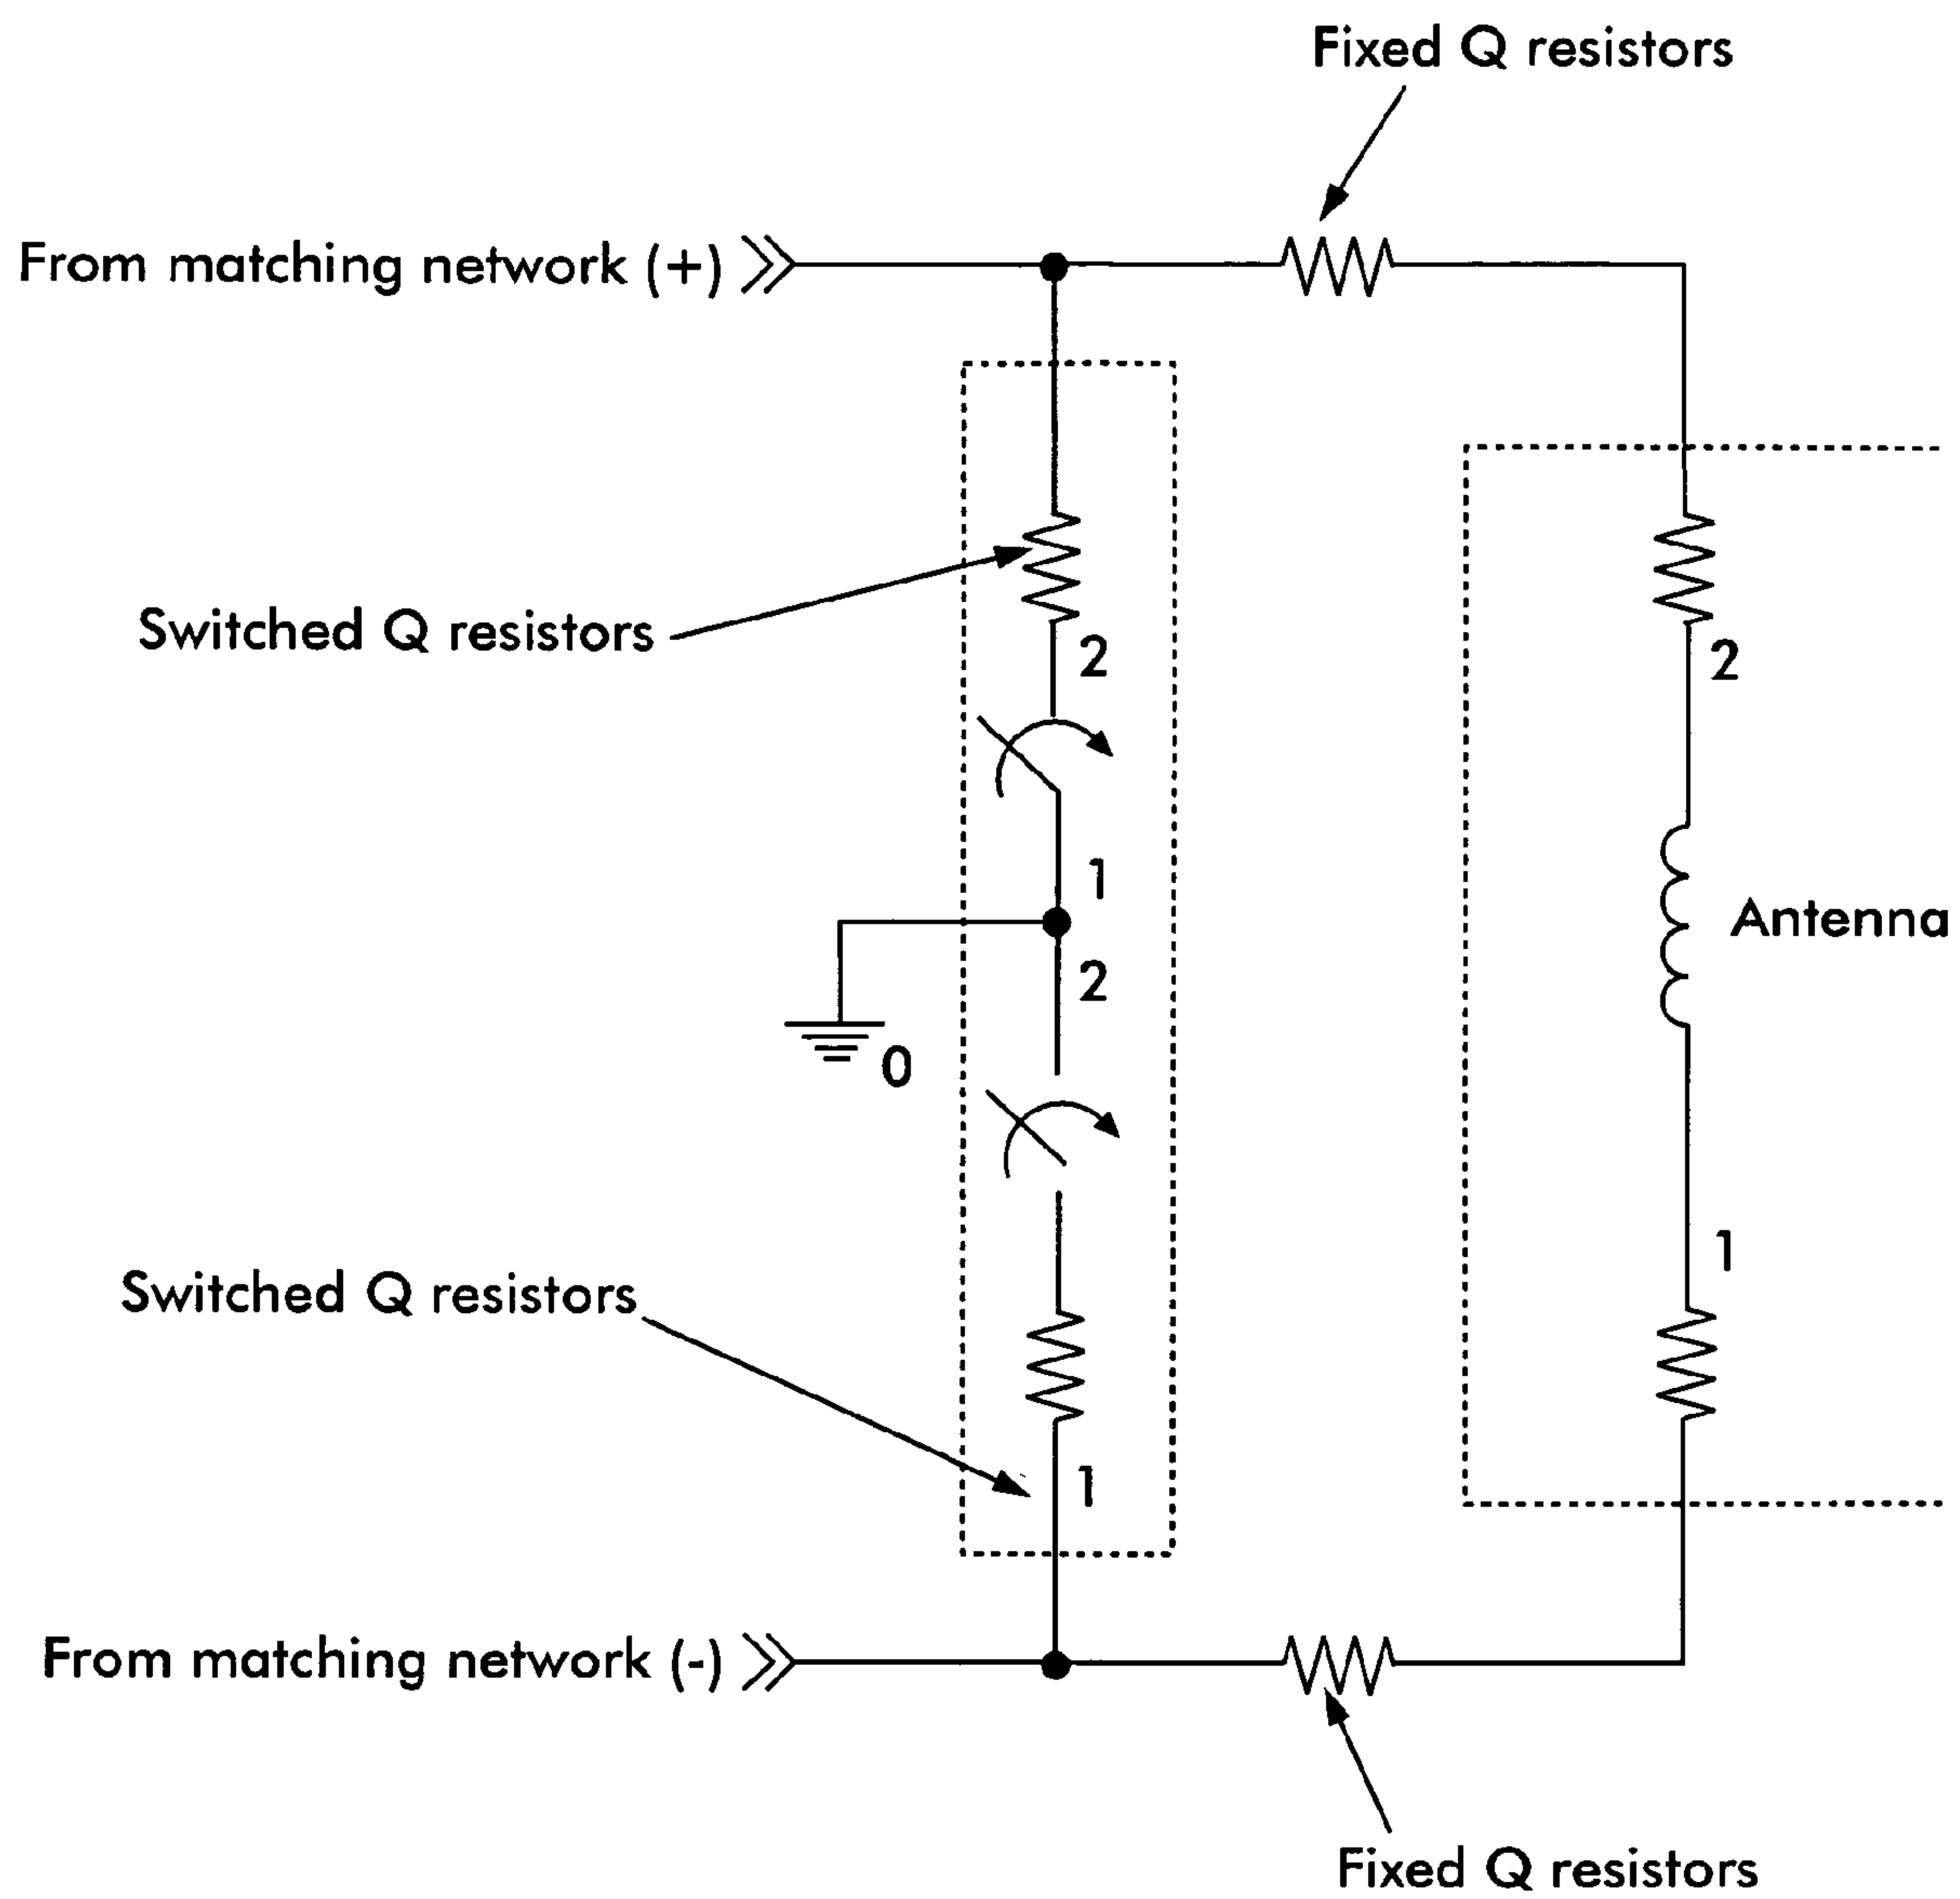 Fixed Q resistors
From matching network (+)
Switched Q resistors
2
2
1
Antenna
2
0
1
Switched Q resistors
1
From matching network (-)
Fixed Q resistors